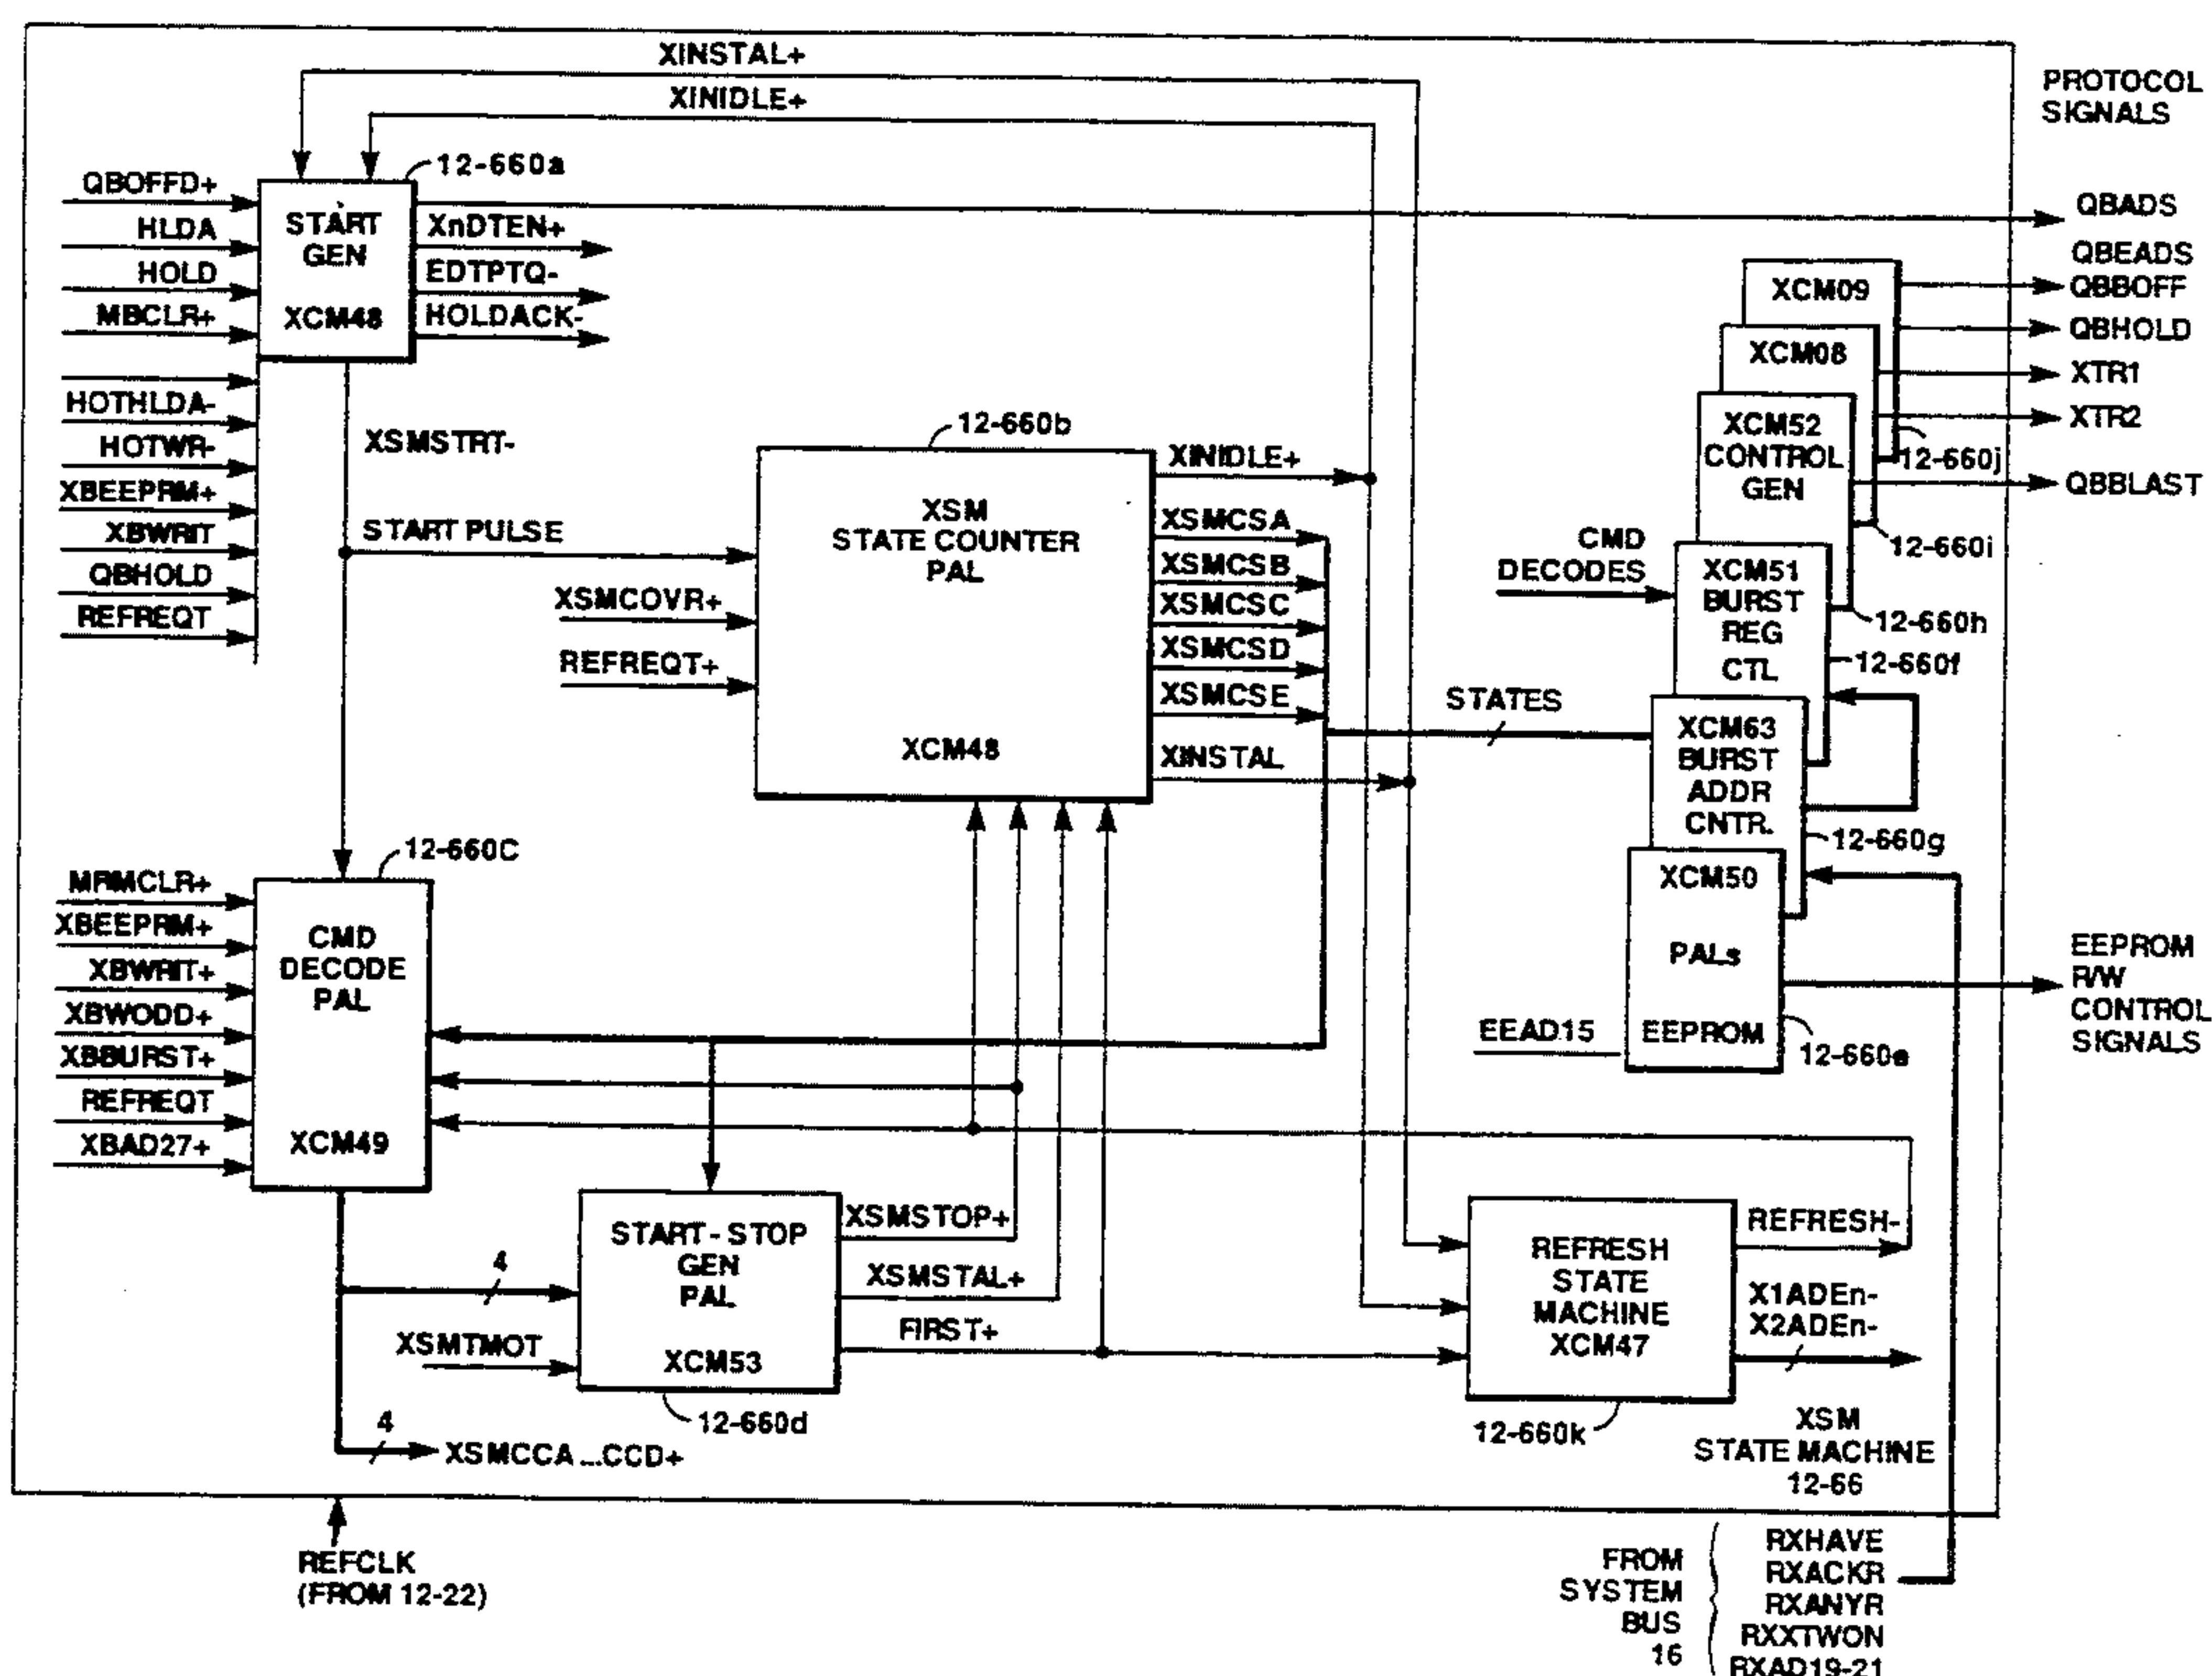 XINSTAL+
XINIDLE+
PROTOCOL
SIGNALS
12-660a
QBOFFD+
HLDA
HOLD
MBCLR+
START
GEN
XCM48
XnDTEN+
EDTPTQ-
HOLDACK-
QBADS
QBEADS
QBBOFF
QBHOLD
XTR1
XTR2
QBBLAST
HOTHLDA-
HOTWR-
XBEEPRM+
XBWRIT
QBHOLD
REFREQT
XSMSTRT-
START PULSE
XSMCOVR+
REFREQT+
12-660b
XSM
STATE COUNTER
PAL
XCM48
XINIDLE+
XSMCSA
XSMCSB
XSMCSC
XSMCSD
XSMCSE
XINSTAL
STATES
CMD
DECODES
XCM09
XCM08
XCM52
CONTROL
GEN
12-660j
12-660i
XCM51
BURST
REG
CTL
12-660h
12-660f
XCM63
BURST
ADDR
CNTR.
12-660g
XCM50
PALs
EEPROM
12-660e
EEAD15
EEPROM
R/W
CONTROL
SIGNALS
12-660C
MRMCLR+
XBEEPRM+
XBWRIT+
XBWODD+
XBBURST+
REFREQT
XBAD27+
CMD
DECODE
PAL
XCM49
4
XSMTMOT
START-STOP
GEN
PAL
XCM53
12-660d
XSMSTOP+
XSMSTAL+
FIRST+
REFRESH
STATE
MACHINE
XCM47
12-660k
REFRESH-
X1ADEn-
X2ADEn-
4
XSMCCA...CCD+
XSM
STATE MACHINE
12-66
REFCLK
(FROM 12-22)
FROM
SYSTEM
BUS
16
RXHAVE
RXACKR
RXANYR
RXXTWON
RXAD19-21